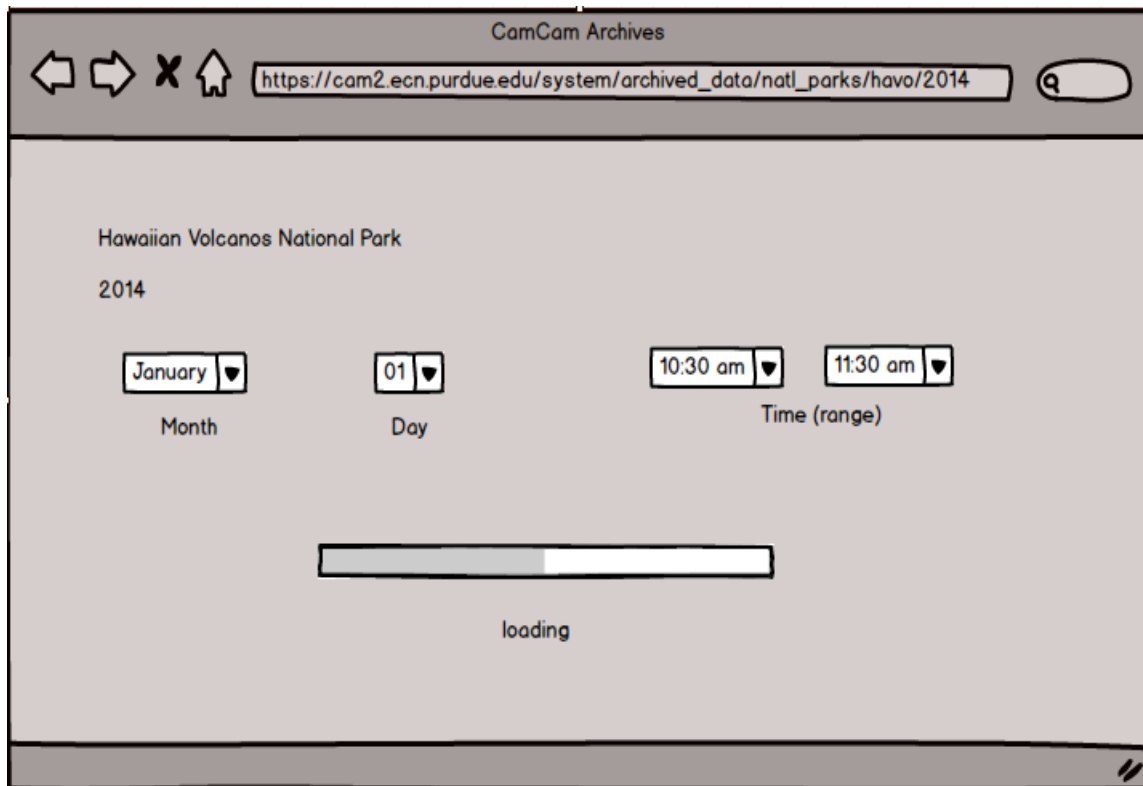 CamCam Archives
https://cam2.ecn.purdue.edu/system/archived_data/natl_parks/havo/2014
Hawaiian Volcanos National Park
2014
January 01 10:30 am 11:30 am
Month Day Time (range)
loading